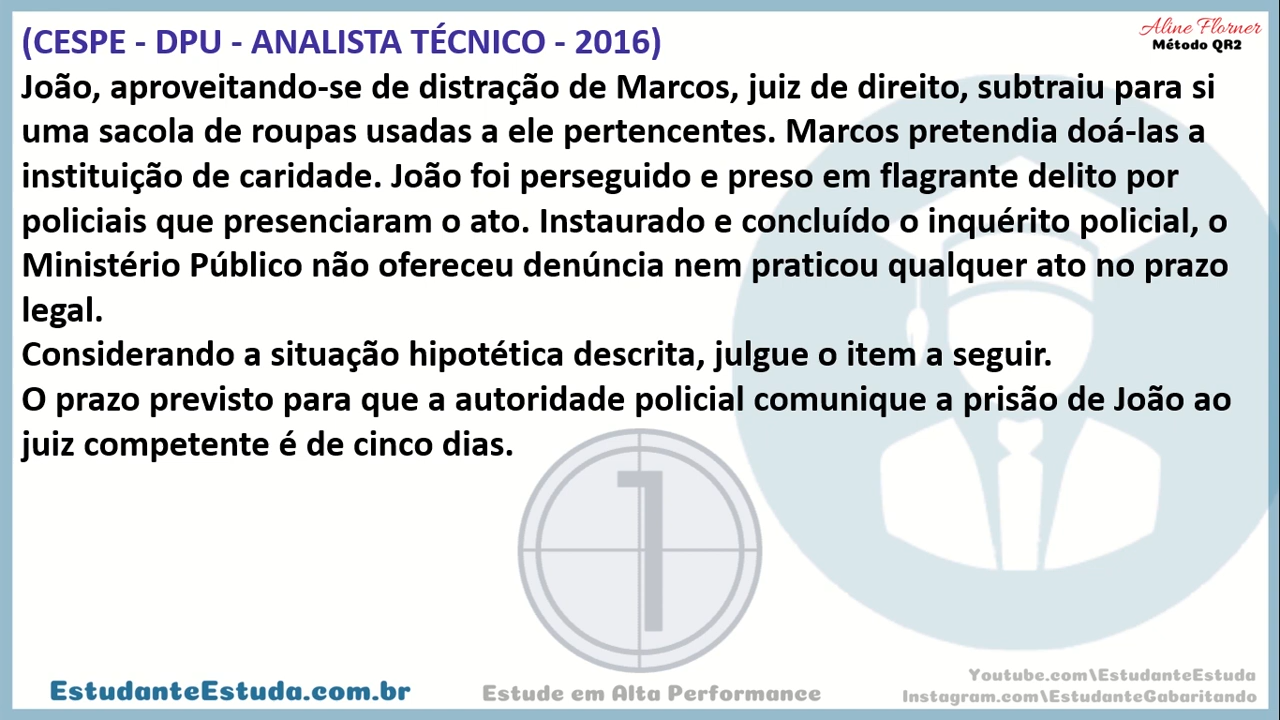 (CESPE - DPU - ANALISTA TÉCNICO - 2016)
Aline Florner
Método QR2
João, aproveitando-se de distração de Marcos, juiz de direito, subtraiu para si
uma sacola de roupas usadas a ele pertencentes. Marcos pretendia doá-las a
instituição de caridade. João foi perseguido e preso em flagrante delito por
policiais que presenciaram o ato. Instaurado e concluído o inquérito policial, o
Ministério Público não ofereceu denúncia nem praticou qualquer ato no prazo
legal.
Considerando a situação hipotética descrita, julgue o item a seguir.
O prazo previsto para que a autoridade policial comunique a prisão de João ao
juiz competente é de cinco dias.
1
EstudanteEstuda.com.br
Estude em Alta Performance
Youtube.com\EstudanteEstuda
Instagram.com\EstudanteGabaritando